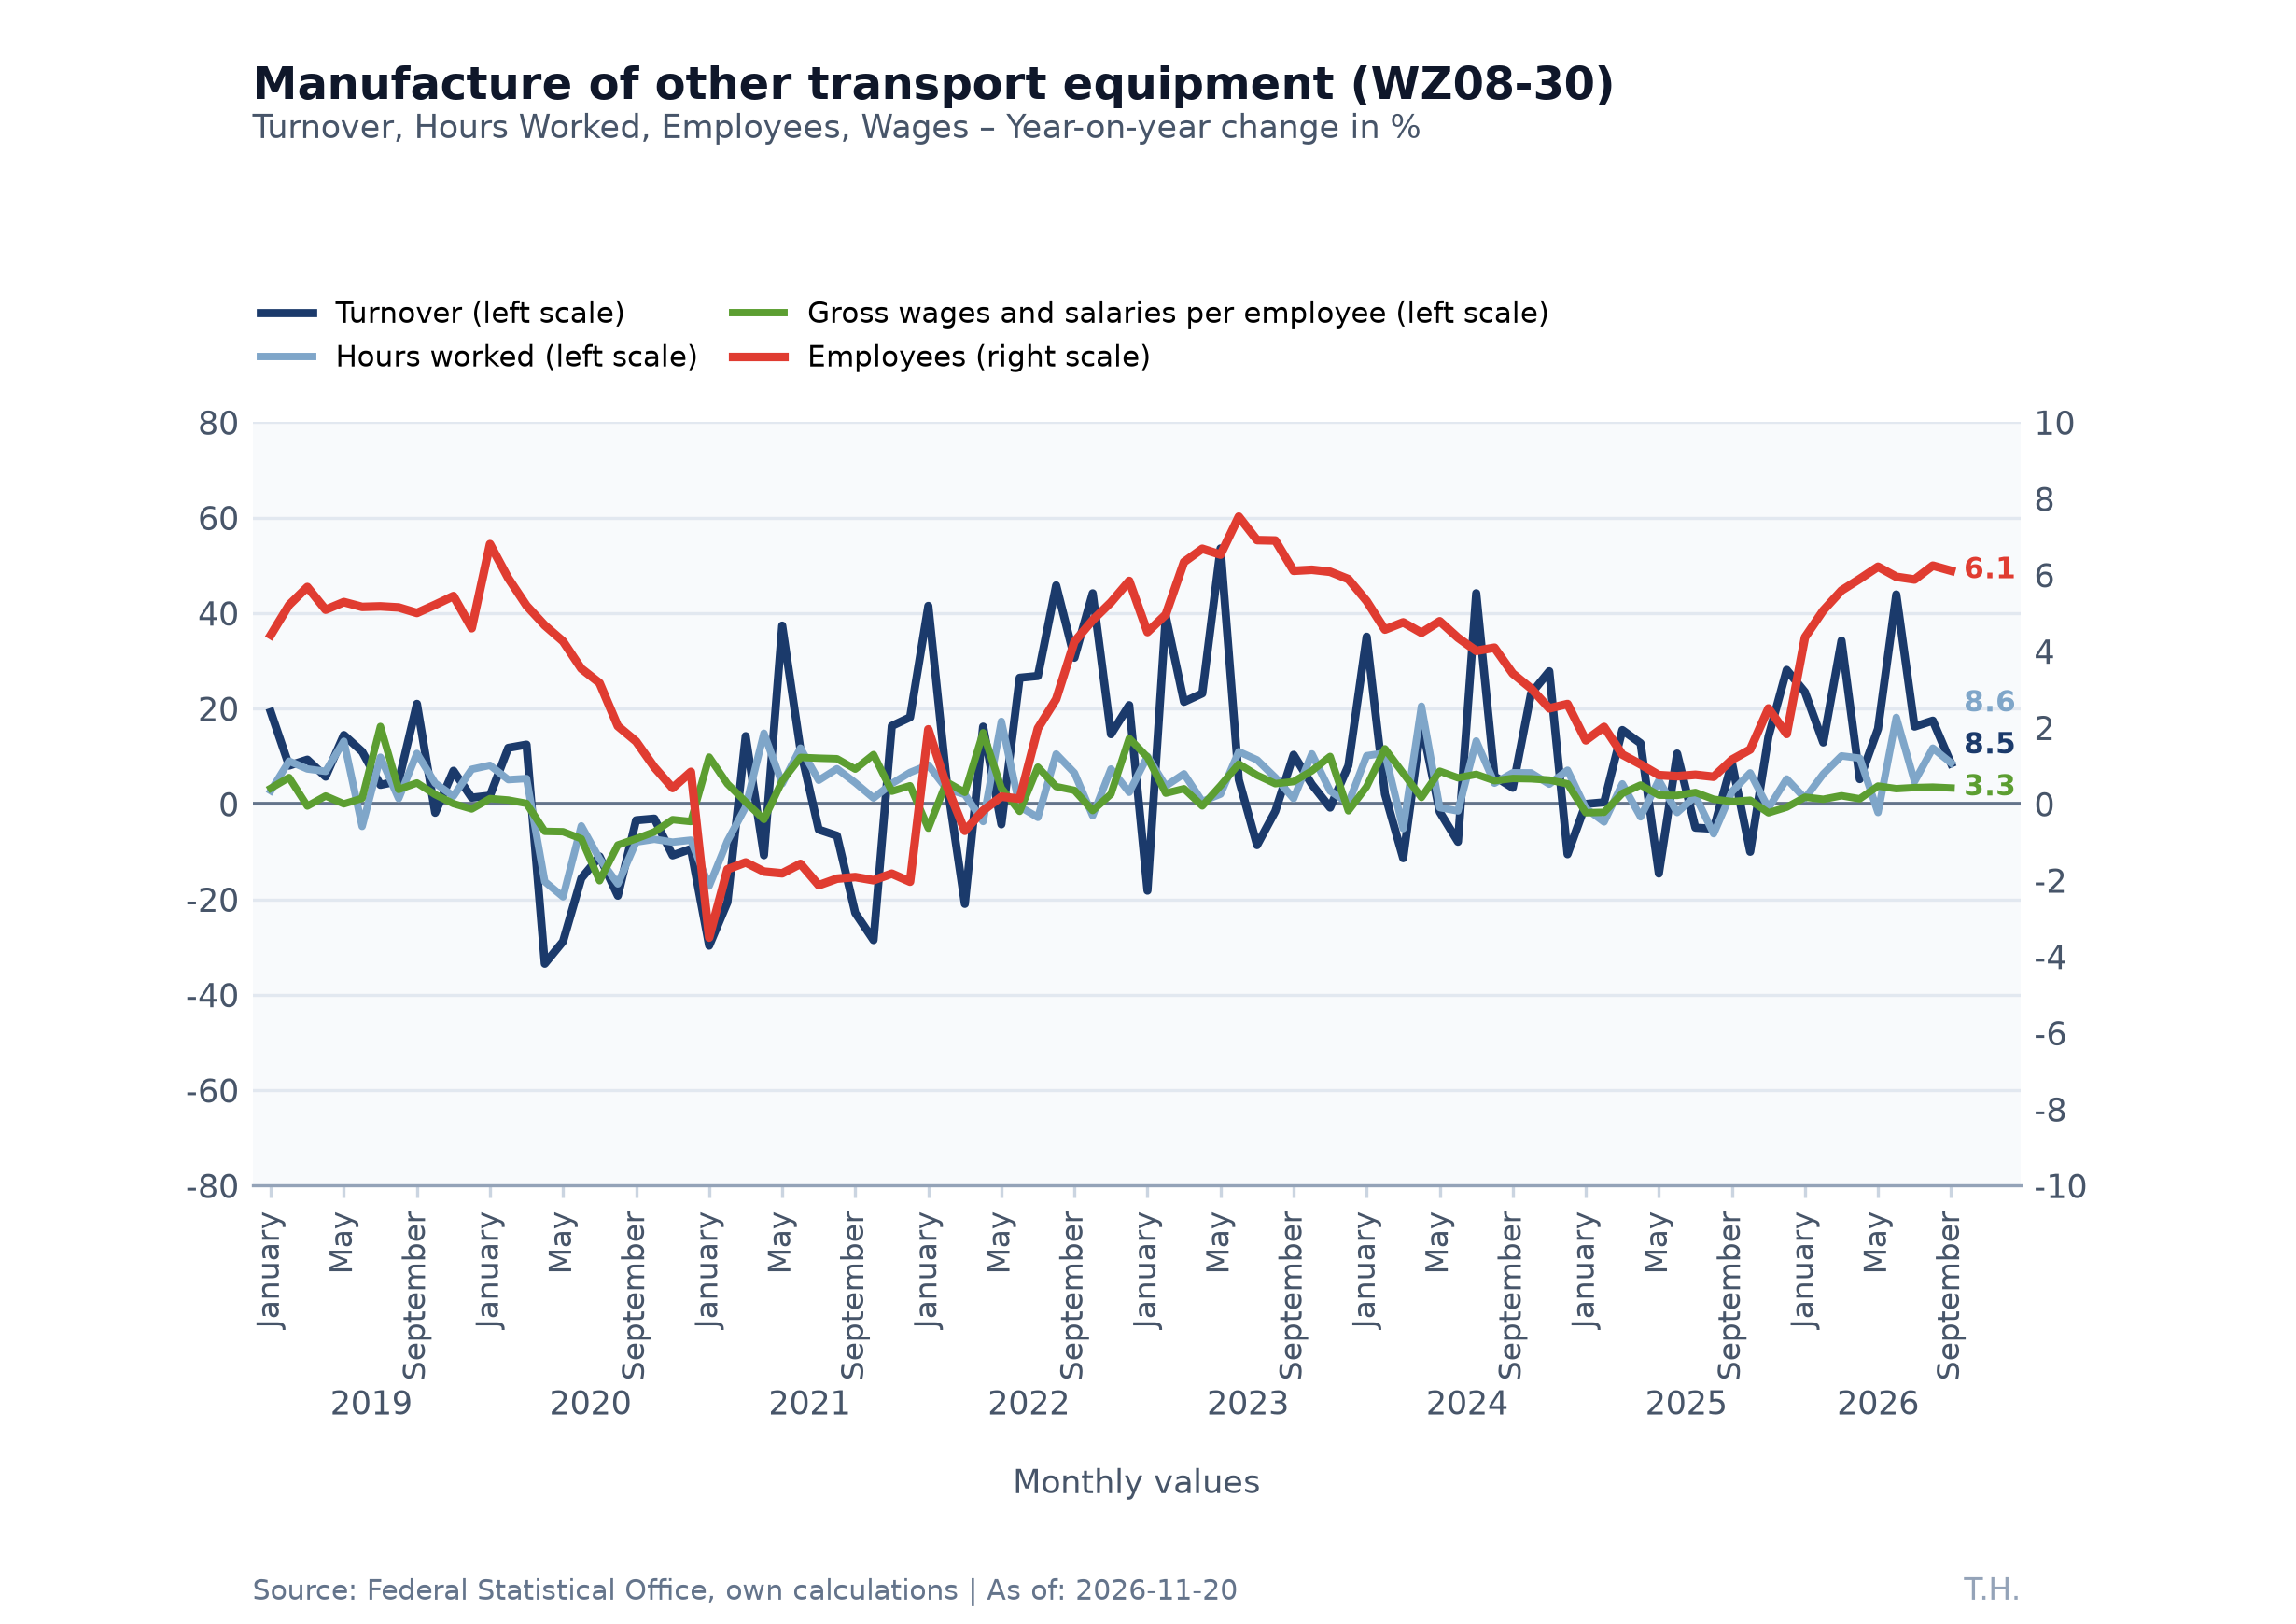 Manufacture of other transport equipment (WZ08-30)
Turnover, Hours Worked, Employees, Wages – Year-on-year change in %
Turnover (left scale)
Gross wages and salaries per employee (left scale)
Hours worked (left scale)
Employees (right scale)
80 10
8
60
6
40
4
20
2
0 0
-2
-20
-4
-40
-6
-60
-8
-80 -10
6.1
8.6
8.5
3.3
January May September January May September January May September January May September January May September January May September January May September January May September
2019 2020 2021 2022 2023 2024 2025 2026
Monthly values
Source: Federal Statistical Office, own calculations | As of: 2026-11-20
T.H.